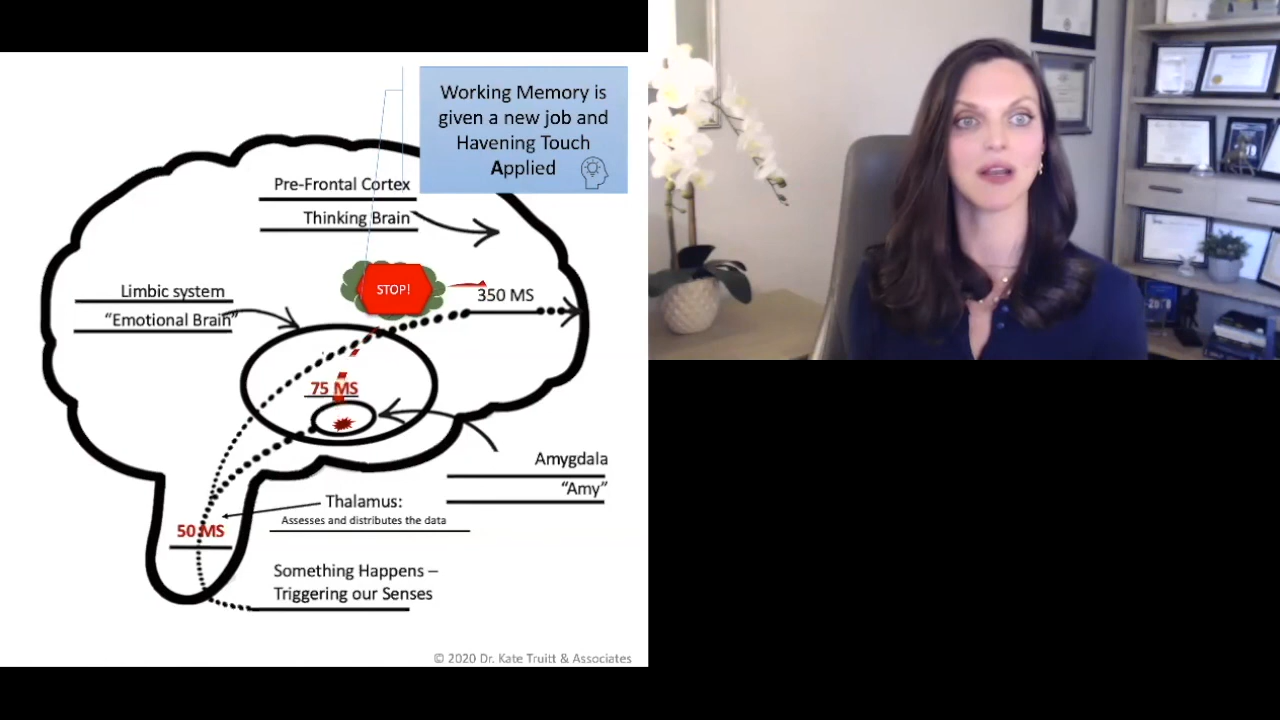 Working Memory is
given a new job and
Havening Touch
Applied
Pre-Frontal Cortex
Thinking Brain
STOP!
350 MS
Limbic system
“Emotional Brain”
75 MS
Amygdala
“Amy”
Thalamus:
Assesses and distributes the data
50 MS
Something Happens –
Triggering our Senses
© 2020 Dr. Kate Truitt & Associates